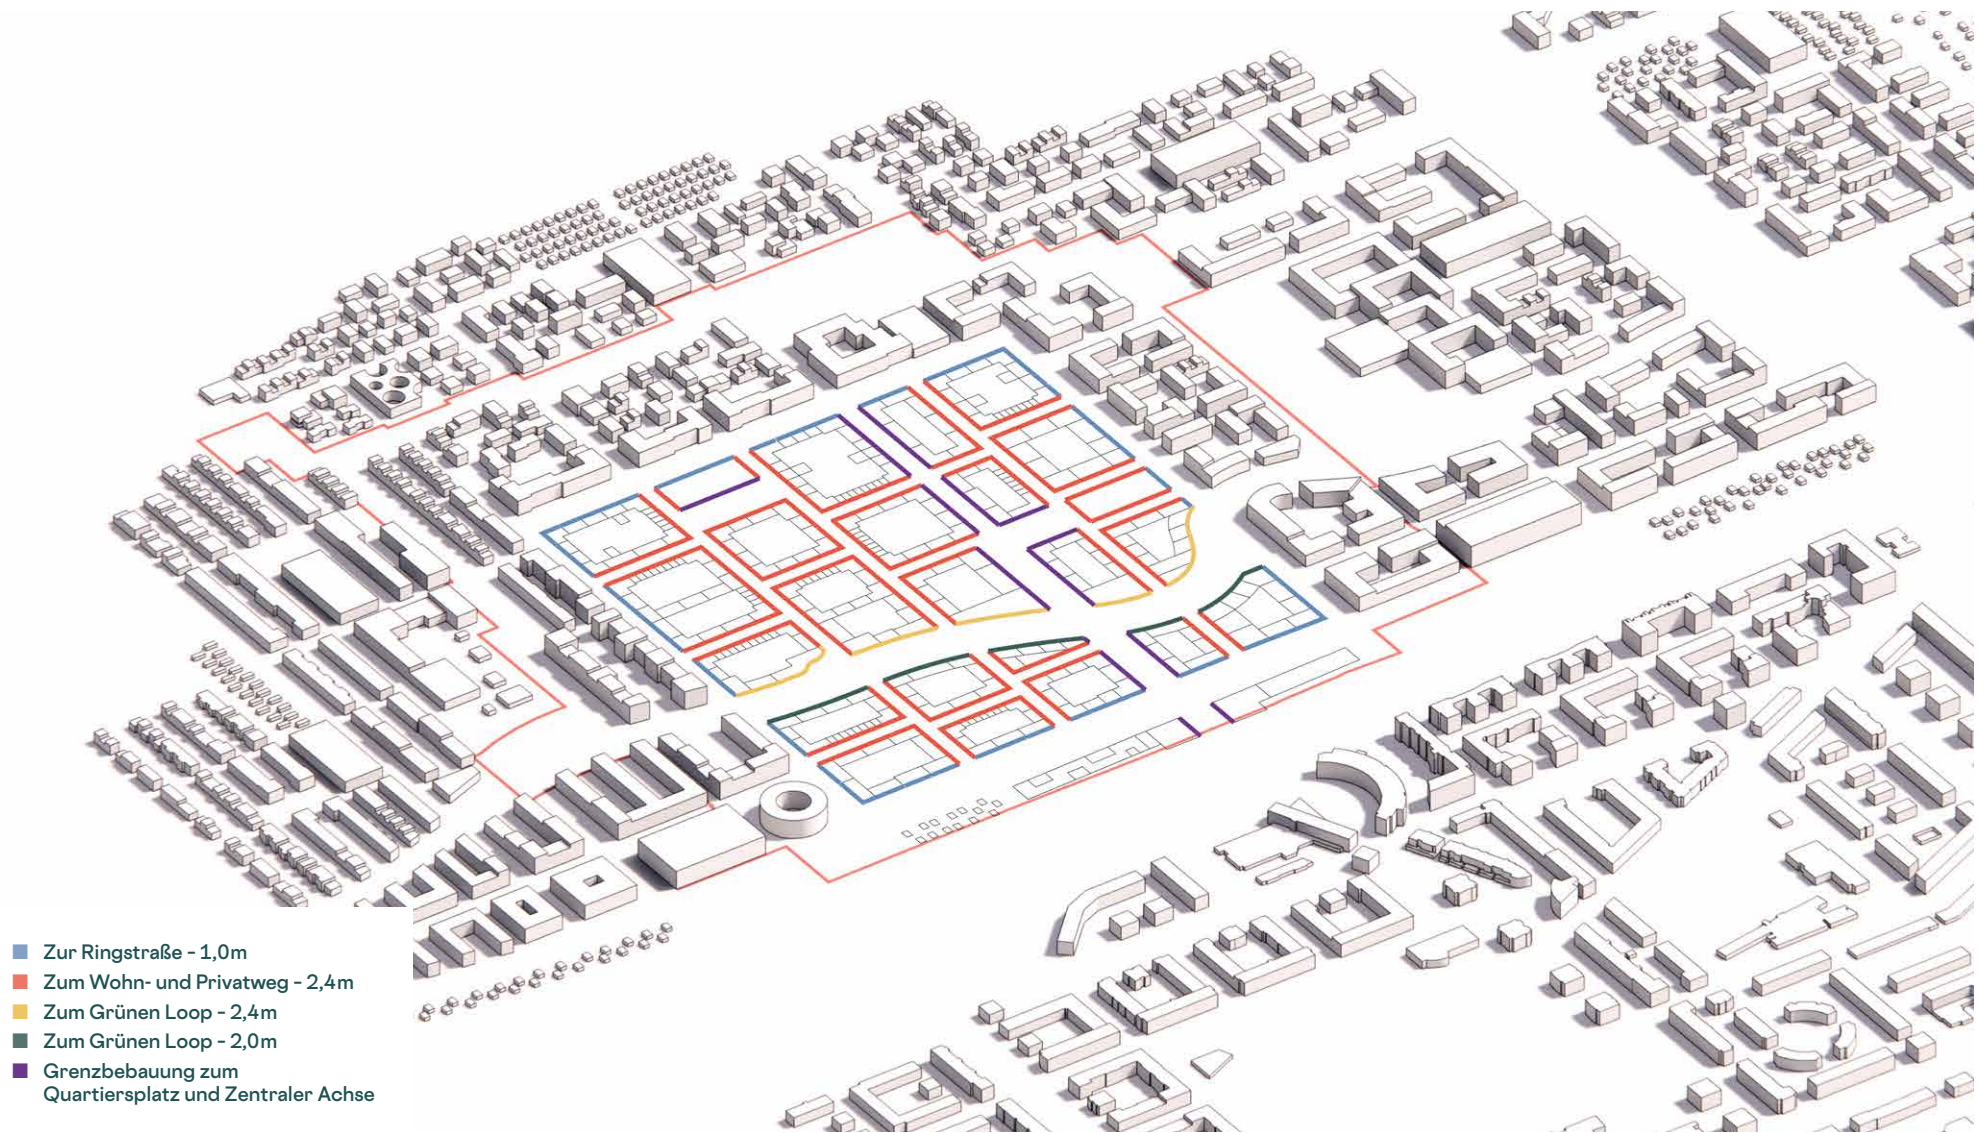 Zur Ringstraße – 1,0m
Zum Wohn- und Privatweg – 2,4m
Zum Grünen Loop – 2,4m
Zum Grünen Loop – 2,0m
Grenzbebauung zum
Quartiersplatz und Zentraler Achse